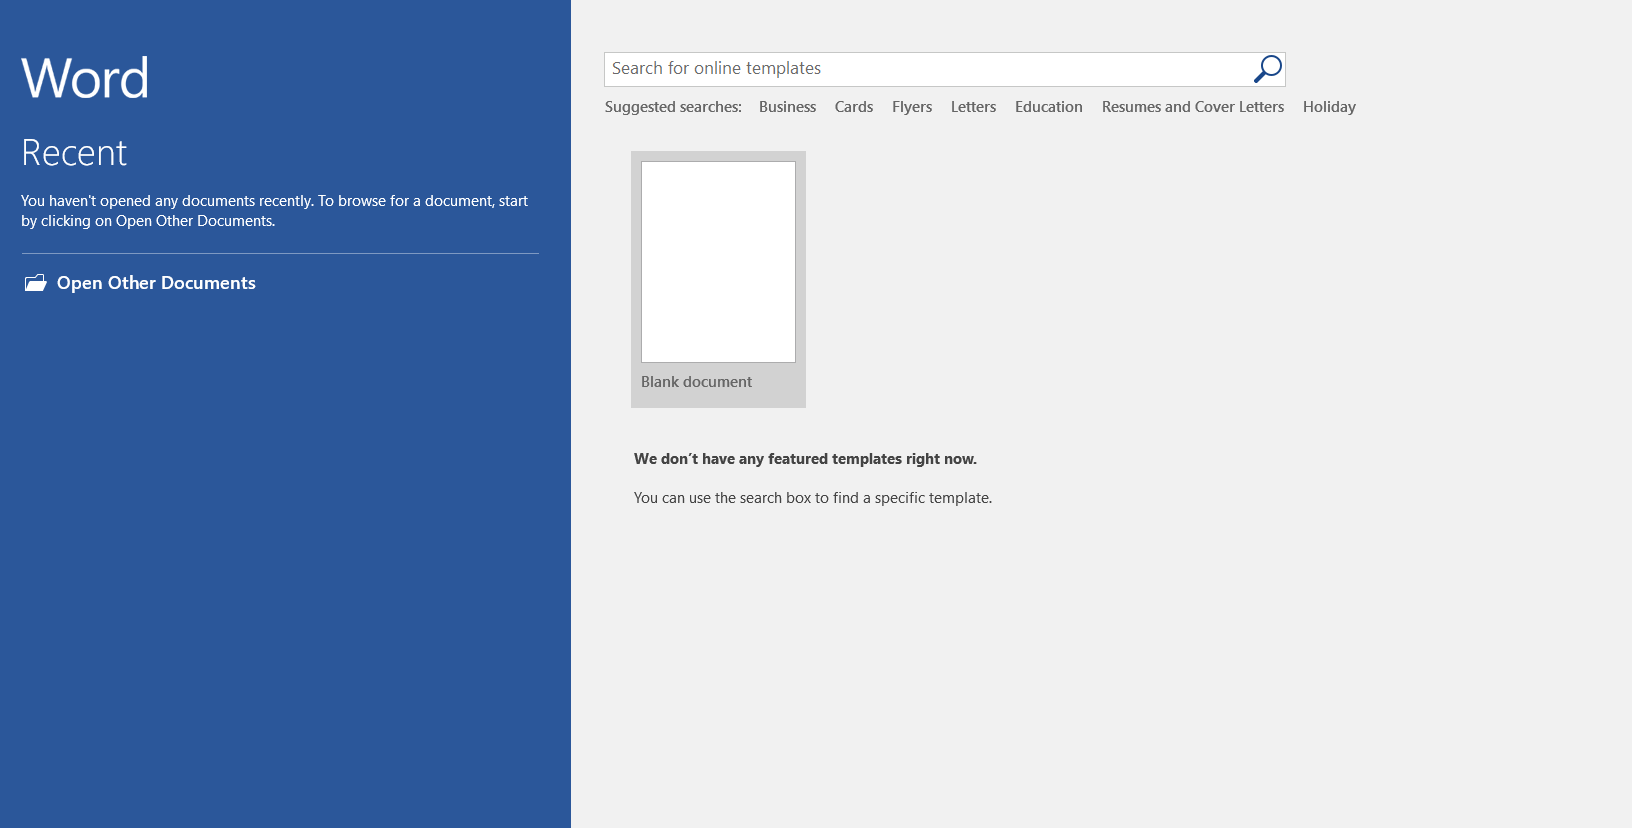 Word
Recent
You haven't opened any documents recently. To browse for a document, start
by clicking on Open Other Documents.
Open Other Documents
Search for online templates
Suggested searches: Business Cards Flyers Letters Education Resumes and Cover Letters Holiday
Blank document
We don’t have any featured templates right now.
You can use the search box to find a specific template.